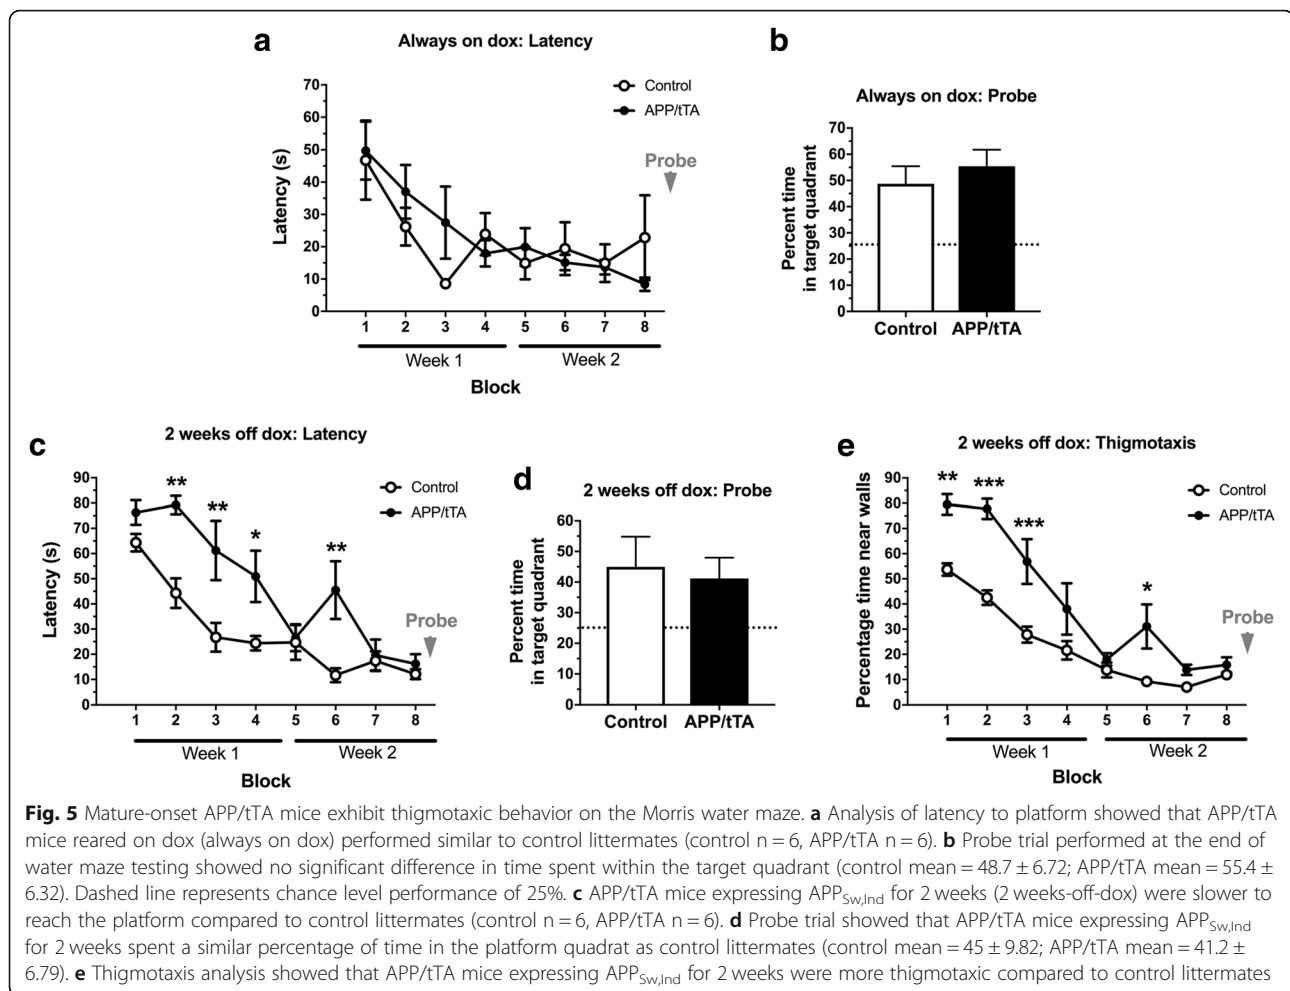 a
Always on dox: Latency
Control
APP/tTA
Latency (s)
70
60
50
40
30
20
10
0
Probe
1 2 3 4 5 6 7 8
Week 1 Week 2
Block
b
Always on dox: Probe
Percent time
in target quadrant
70
60
50
40
30
20
10
0
Control APP/tTA
c
2 weeks off dox: Latency
Control
APP/tTA
Latency (s)
90
80
70
60
50
40
30
20
10
0
** ** * **
Probe
1 2 3 4 5 6 7 8
Week 1 Week 2
Block
d
2 weeks off dox: Probe
Percent time
in target quadrant
60
50
40
30
20
10
0
Control APP/tTA
e
2 weeks off dox: Thigmotaxis
Control
APP/tTA
Percentage time near walls
90
80
70
60
50
40
30
20
10
0
** *** *** *
Probe
1 2 3 4 5 6 7 8
Week 1 Week 2
Block
Fig. 5 Mature-onset APP/tTA mice exhibit thigmotaxic behavior on the Morris water maze. a Analysis of latency to platform showed that APP/tTA
mice reared on dox (always on dox) performed similar to control littermates (control n = 6, APP/tTA n = 6). b Probe trial performed at the end of
water maze testing showed no significant difference in time spent within the target quadrant (control mean = 48.7 ± 6.72; APP/tTA mean = 55.4 ±
6.32). Dashed line represents chance level performance of 25%. c APP/tTA mice expressing APPSw,Ind for 2 weeks (2 weeks-off-dox) were slower to
reach the platform compared to control littermates (control n = 6, APP/tTA n = 6). d Probe trial showed that APP/tTA mice expressing APPSw,Ind
for 2 weeks spent a similar percentage of time in the platform quadrat as control littermates (control mean = 45 ± 9.82; APP/tTA mean = 41.2 ±
6.79). e Thigmotaxis analysis showed that APP/tTA mice expressing APPSw,Ind for 2 weeks were more thigmotaxic compared to control littermates